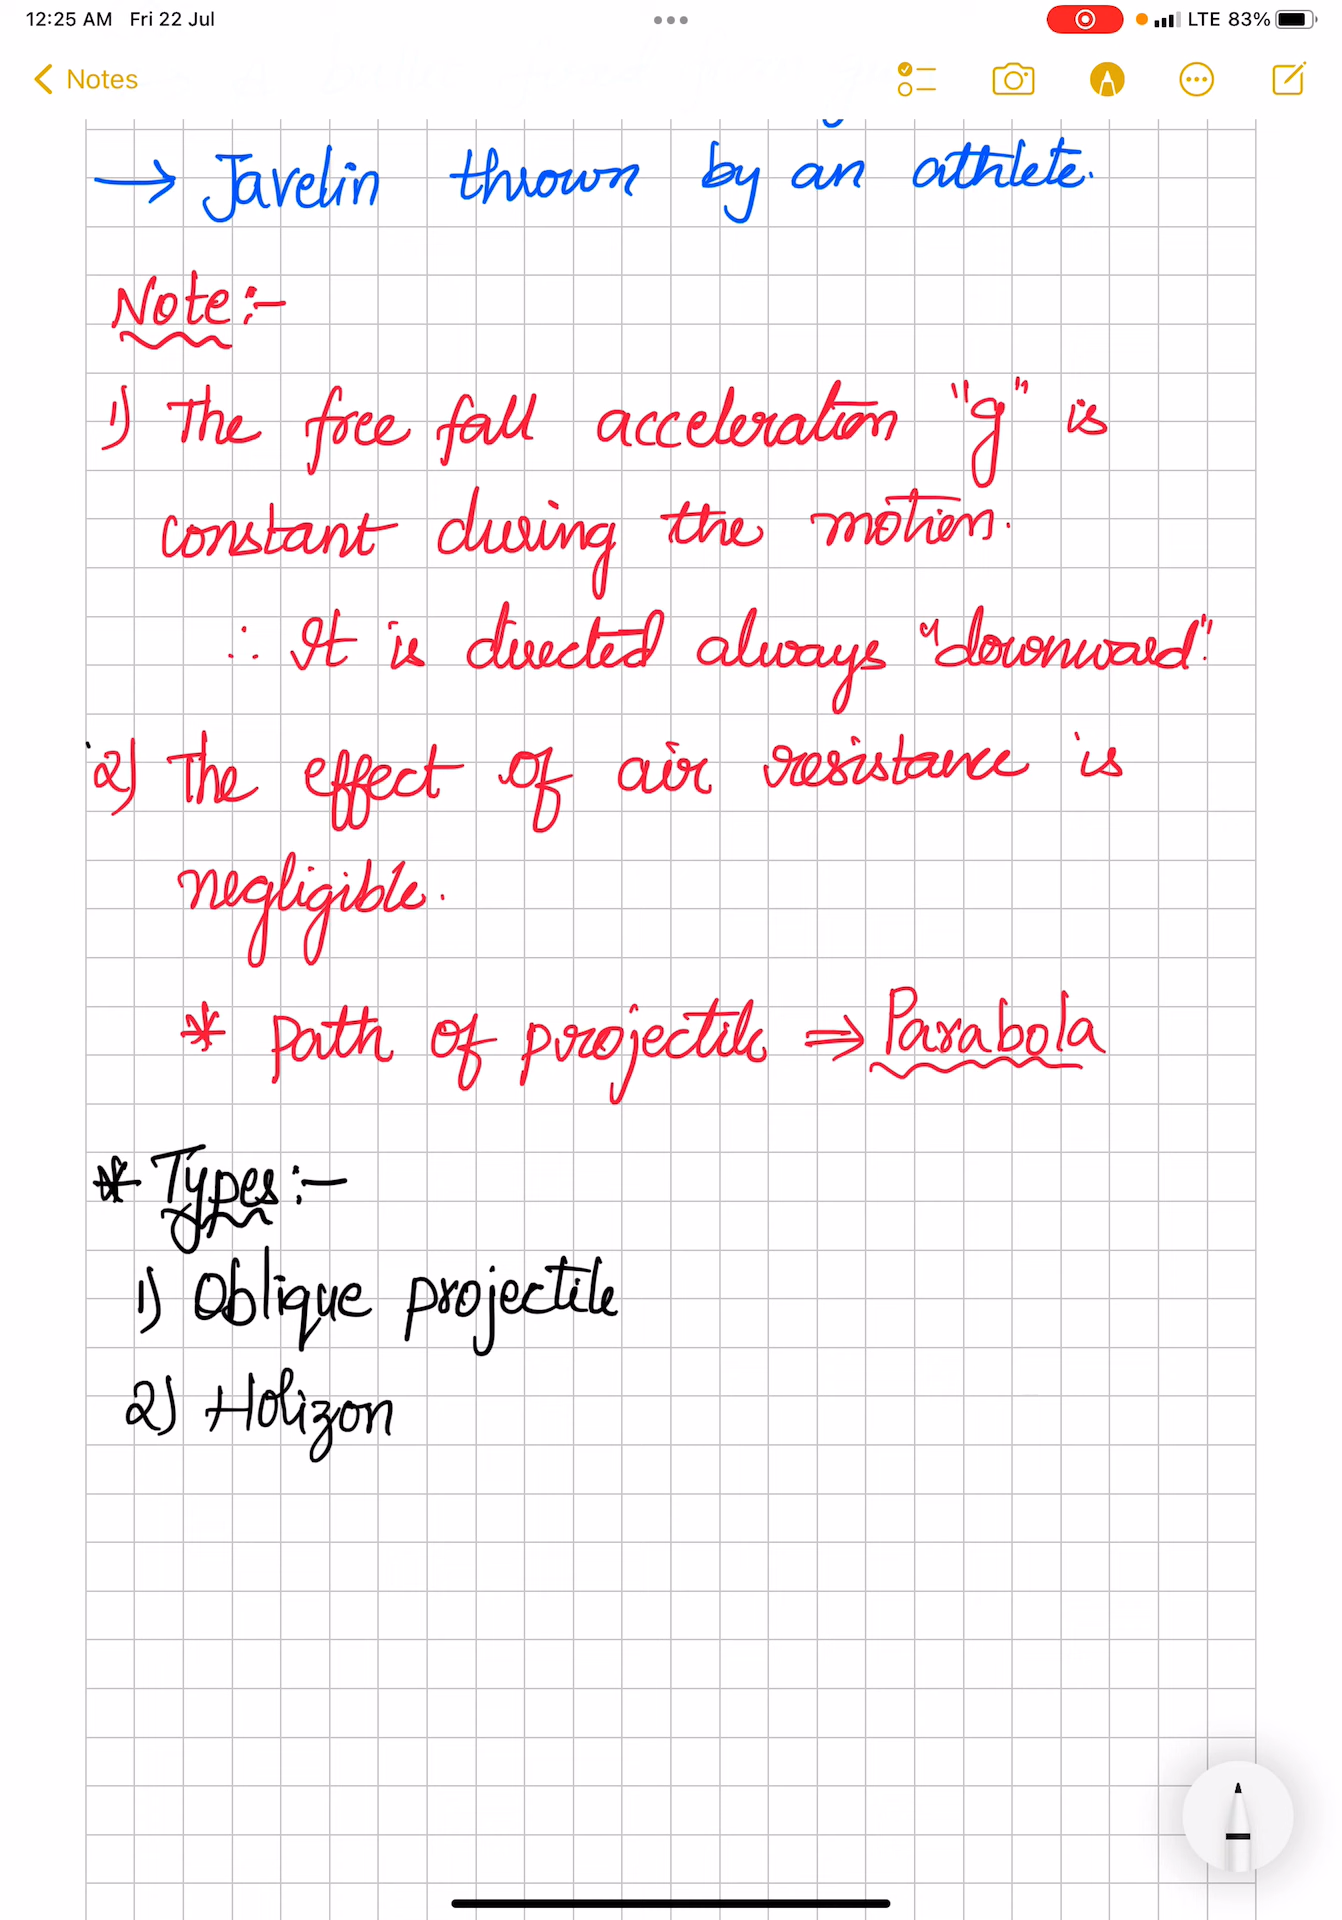 12:25 AM Fri 22 Jul
LTE 83%
Notes
→ Javelin thrown by an athlete.
Note:-
1) The free fall acceleration "g" is
constant during the motion.
∴ It is directed always "downward".
2) The effect of air resistance is
negligible.
* Path of projectile ⇒ Parabola
* Types:-
1) Oblique projectile
2) Horizon